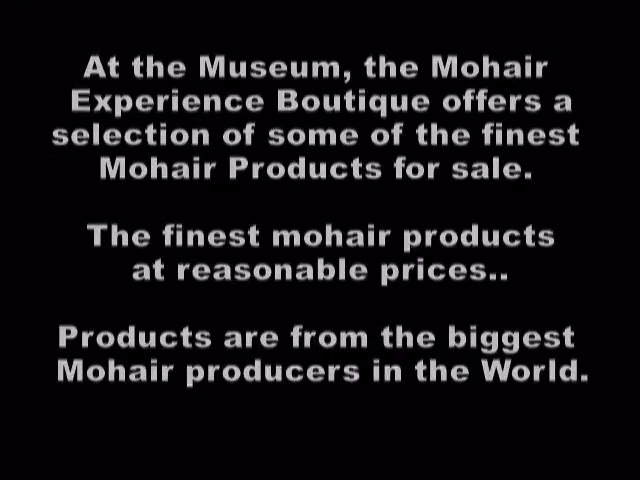 At the Museum, the Mohair
Experience Boutique offers a
selection of some of the finest
Mohair Products for sale.
The finest mohair products
at reasonable prices..
Products are from the biggest
Mohair producers in the World.